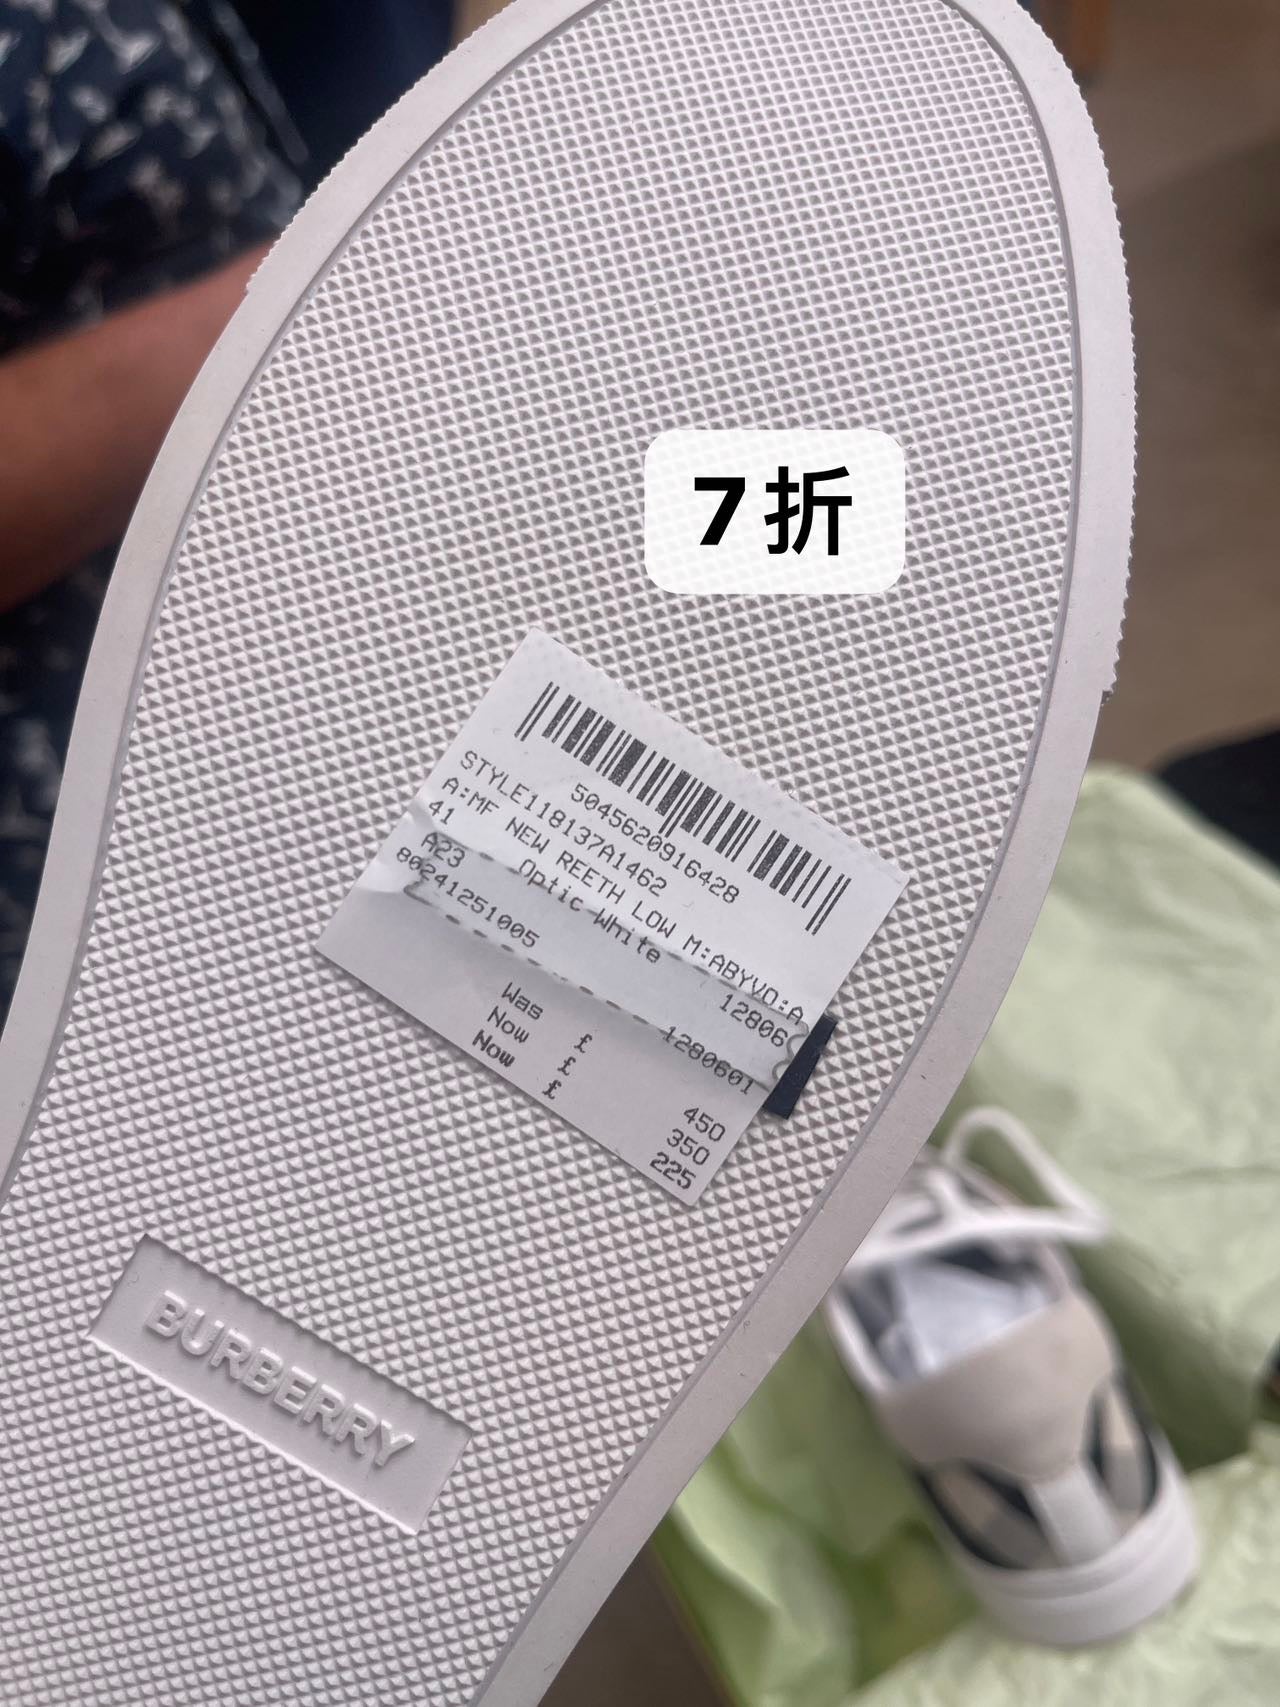 7折
5045620916428
STYLE118137A1462
A:MF NEW REETH LOW M:ABYVO:A
41 Optic White 12806
A23
80241251005 1280601
Was £ 450
Now £ 350
Now £ 225
BURBERRY